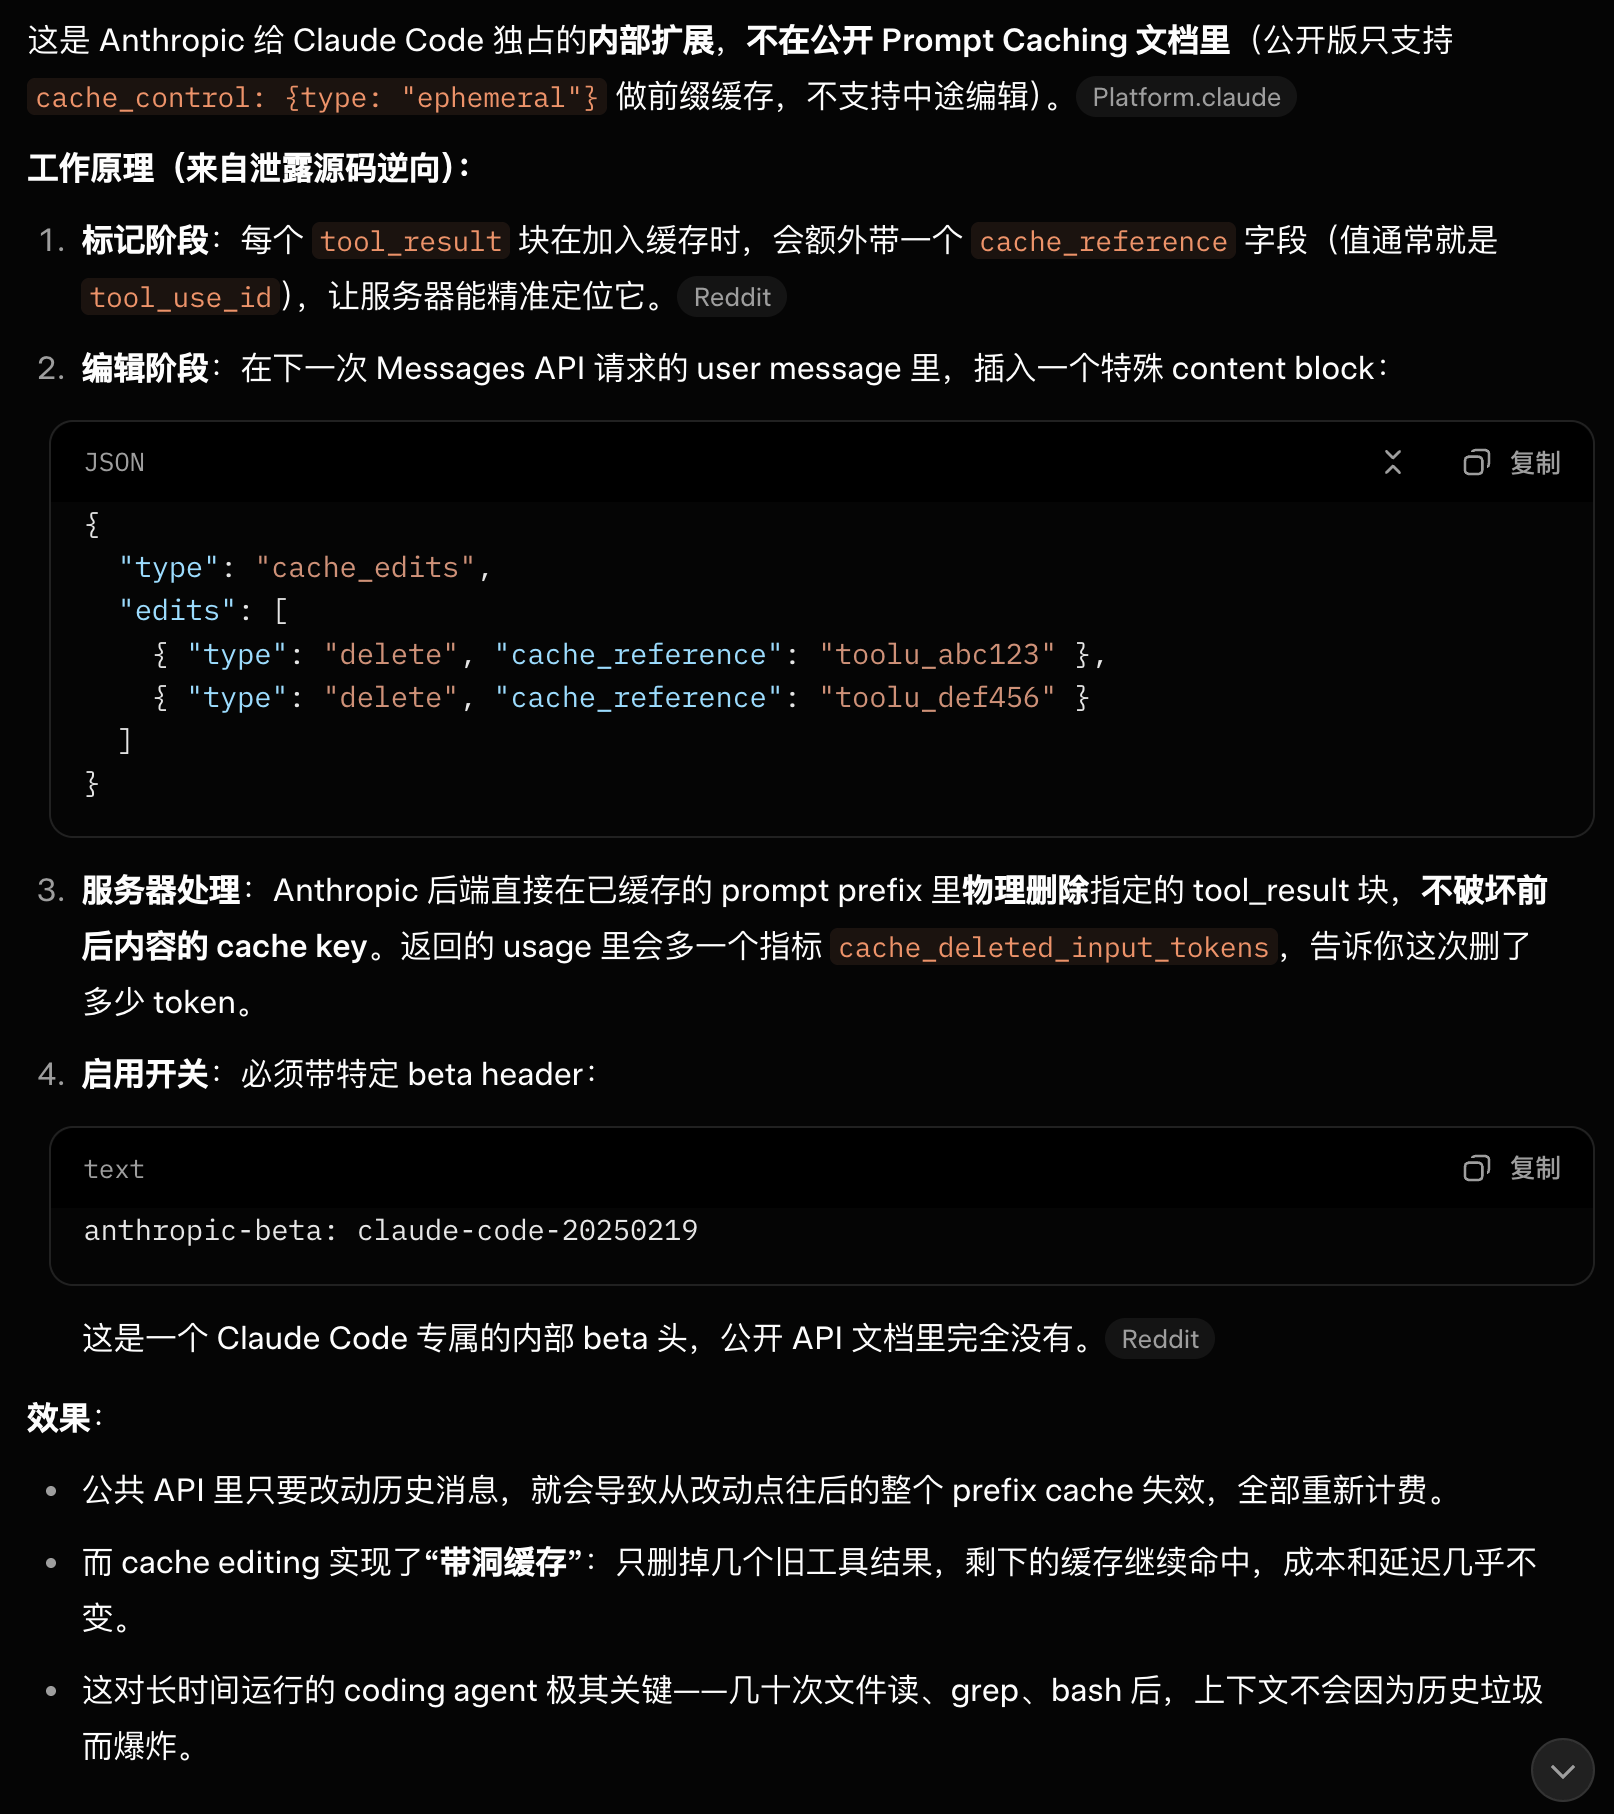 这是 Anthropic 给 Claude Code 独占的内部扩展，不在公开 Prompt Caching 文档里（公开版只支持
cache_control: {type: "ephemeral"} 做前缀缓存，不支持中途编辑）。 Platform.claude
工作原理（来自泄露源码逆向）：
1. 标记阶段：每个 tool_result 块在加入缓存时，会额外带一个 cache_reference 字段（值通常就是
tool_use_id），让服务器能精准定位它。 Reddit
2. 编辑阶段：在下一次 Messages API 请求的 user message 里，插入一个特殊 content block：
JSON 复制
{
  "type": "cache_edits",
  "edits": [
    { "type": "delete", "cache_reference": "toolu_abc123" },
    { "type": "delete", "cache_reference": "toolu_def456" }
  ]
}
3. 服务器处理：Anthropic 后端直接在已缓存的 prompt prefix 里物理删除指定的 tool_result 块，不破坏前
后内容的 cache key。返回的 usage 里会多一个指标 cache_deleted_input_tokens，告诉你这次删了
多少 token。
4. 启用开关：必须带特定 beta header：
text 复制
anthropic-beta: claude-code-20250219
这是一个 Claude Code 专属的内部 beta 头，公开 API 文档里完全没有。 Reddit
效果：
• 公共 API 里只要改动历史消息，就会导致从改动点往后的整个 prefix cache 失效，全部重新计费。
• 而 cache editing 实现了“带洞缓存”：只删掉几个旧工具结果，剩下的缓存继续命中，成本和延迟几乎不
变。
• 这对长时间运行的 coding agent 极其关键——几十次文件读、grep、bash 后，上下文不会因为历史垃圾
而爆炸。